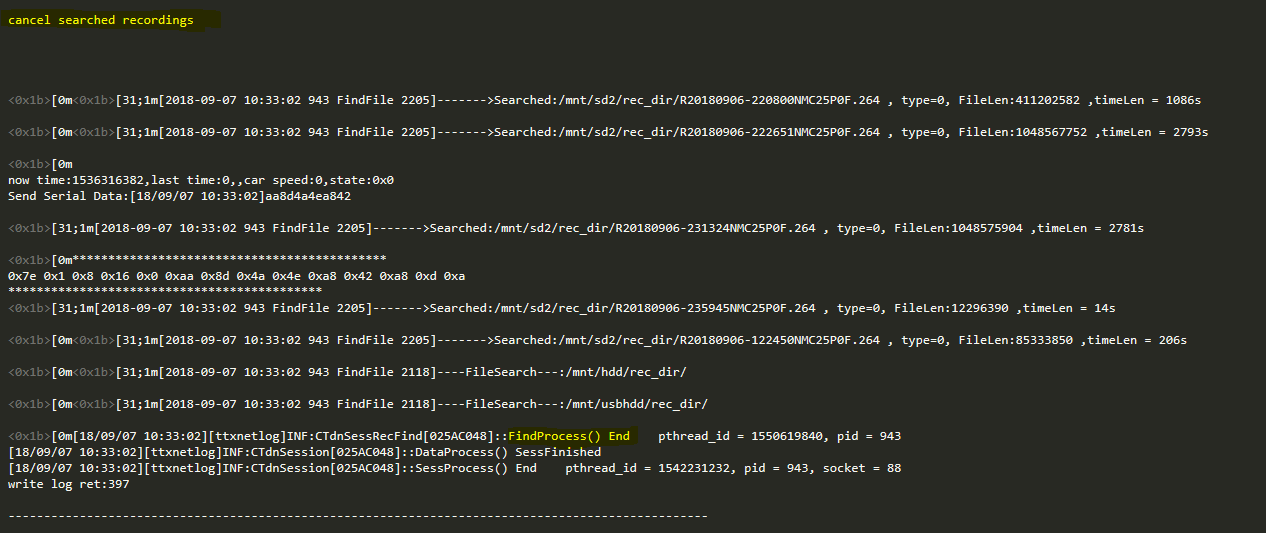 cancel searched recordings
<0x1b>[0m<0x1b>[31;1m[2018-09-07 10:33:02 943 FindFile 2205]------->Searched:/mnt/sd2/rec_dir/R20180906-220800NMC25P0F.264 , type=0, FileLen:411202582 ,timeLen = 1086s
<0x1b>[0m<0x1b>[31;1m[2018-09-07 10:33:02 943 FindFile 2205]------->Searched:/mnt/sd2/rec_dir/R20180906-222651NMC25P0F.264 , type=0, FileLen:1048567752 ,timeLen = 2793s
<0x1b>[0m
now time:1536316382,last time:0,,car speed:0,state:0x0
Send Serial Data:[18/09/07 10:33:02]aa8d4a4ea842
<0x1b>[31;1m[2018-09-07 10:33:02 943 FindFile 2205]------->Searched:/mnt/sd2/rec_dir/R20180906-231324NMC25P0F.264 , type=0, FileLen:1048575904 ,timeLen = 2781s
<0x1b>[0m********************************************
0x7e 0x1 0x8 0x16 0x0 0xaa 0x8d 0x4a 0x4e 0xa8 0x42 0xa8 0xd 0xa
********************************************
<0x1b>[31;1m[2018-09-07 10:33:02 943 FindFile 2205]------->Searched:/mnt/sd2/rec_dir/R20180906-235945NMC25P0F.264 , type=0, FileLen:12296390 ,timeLen = 14s
<0x1b>[0m<0x1b>[31;1m[2018-09-07 10:33:02 943 FindFile 2205]------->Searched:/mnt/sd2/rec_dir/R20180906-122450NMC25P0F.264 , type=0, FileLen:85333850 ,timeLen = 206s
<0x1b>[0m<0x1b>[31;1m[2018-09-07 10:33:02 943 FindFile 2118]----FileSearch---:/mnt/hdd/rec_dir/
<0x1b>[0m<0x1b>[31;1m[2018-09-07 10:33:02 943 FindFile 2118]----FileSearch---:/mnt/usbhdd/rec_dir/
<0x1b>[0m[18/09/07 10:33:02][ttxnetlog]INF:CTdnSessRecFind[025AC048]::FindProcess() End    pthread_id = 1550619840, pid = 943
[18/09/07 10:33:02][ttxnetlog]INF:CTdnSession[025AC048]::DataProcess() SessFinished
[18/09/07 10:33:02][ttxnetlog]INF:CTdnSession[025AC048]::SessProcess() End    pthread_id = 1542231232, pid = 943, socket = 88
write log ret:397
--------------------------------------------------------------------------------------------------